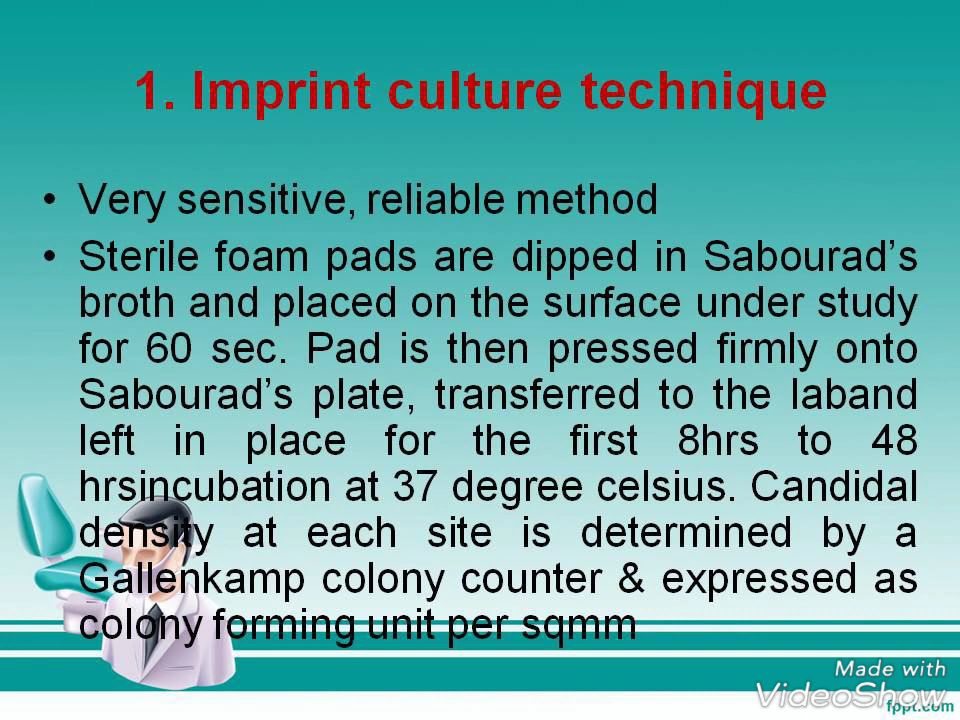 1. Imprint culture technique
• Very sensitive, reliable method
• Sterile foam pads are dipped in Sabourad's
broth and placed on the surface under study
for 60 sec. Pad is then pressed firmly onto
Sabourad's plate, transferred to the laband
left in place for the first 8hrs to 48
hrsincubation at 37 degree celsius. Candidal
density at each site is determined by a
Gallenkamp colony counter & expressed as
colony forming unit per sqmm
Made with
VideoShow
fppt.com